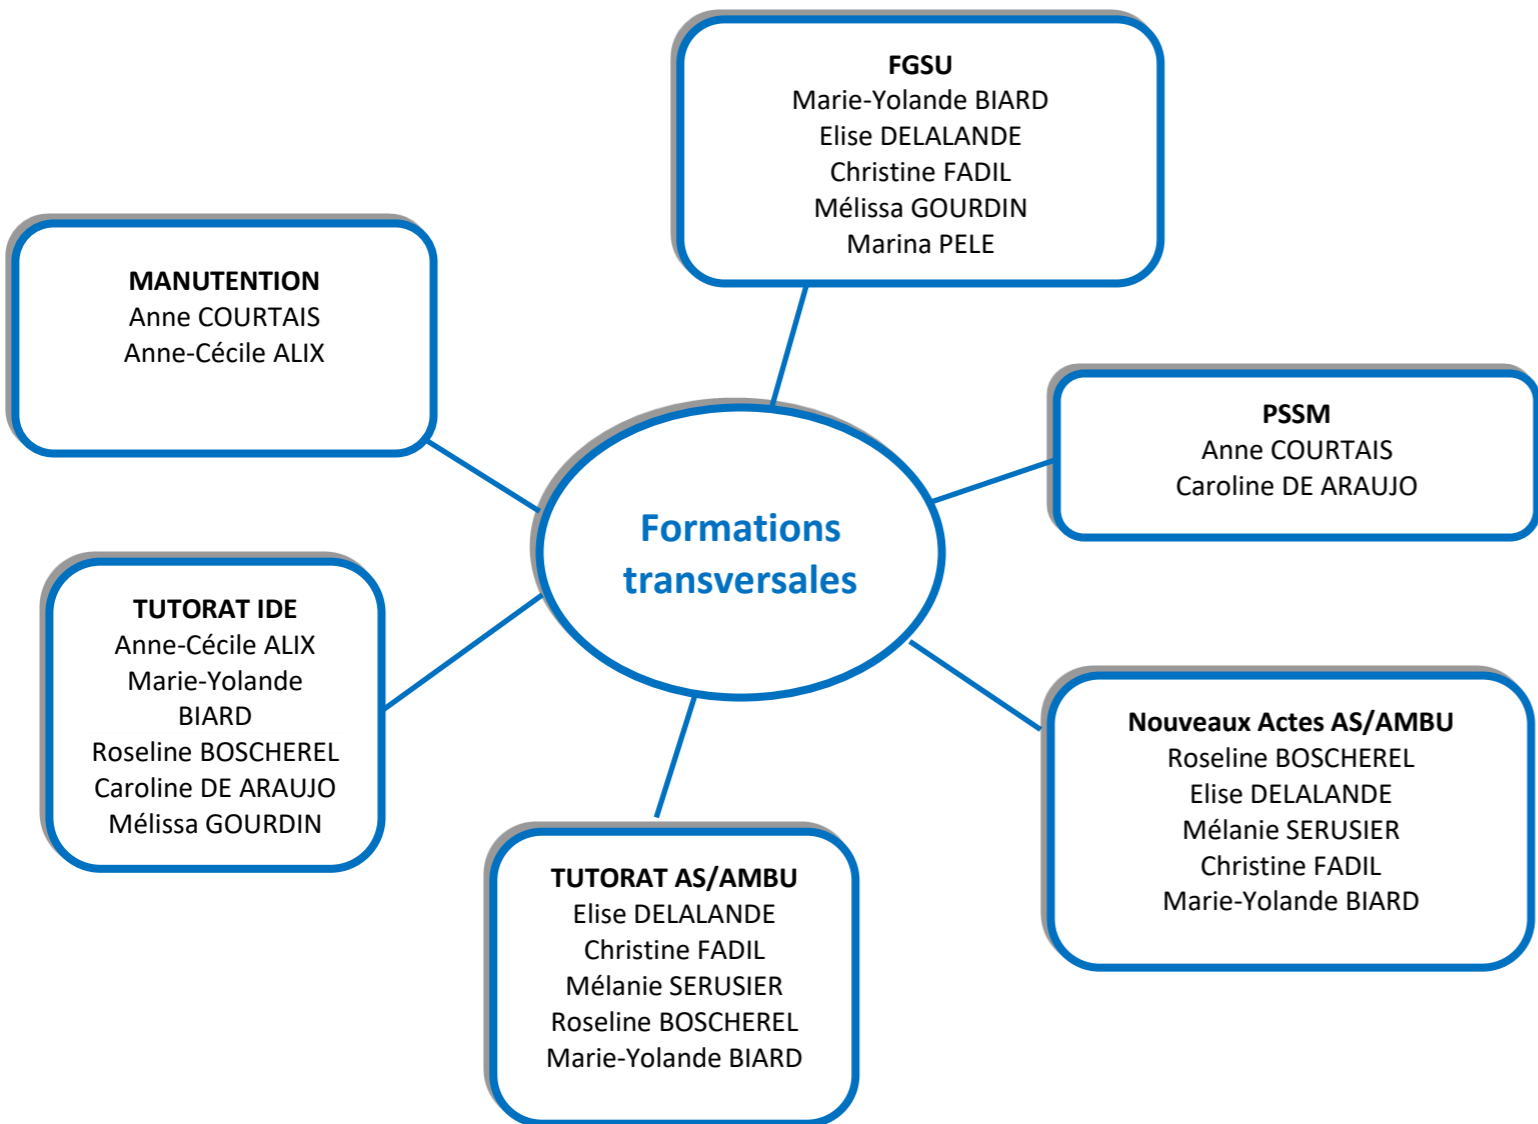 FGSU
Marie-Yolande BIARD
Elise DELALANDE
Christine FADIL
Mélissa GOURDIN
Marina PELE
MANUTENTION
Anne COURTAIS
Anne-Cécile ALIX
PSSM
Anne COURTAIS
Caroline DE ARAUJO
Formations
transversales
TUTORAT IDE
Anne-Cécile ALIX
Marie-Yolande
BIARD
Roseline BOSCHEREL
Caroline DE ARAUJO
Mélissa GOURDIN
Nouveaux Actes AS/AMBU
Roseline BOSCHEREL
Elise DELALANDE
Mélanie SERUSIER
Christine FADIL
Marie-Yolande BIARD
TUTORAT AS/AMBU
Elise DELALANDE
Christine FADIL
Mélanie SERUSIER
Roseline BOSCHEREL
Marie-Yolande BIARD